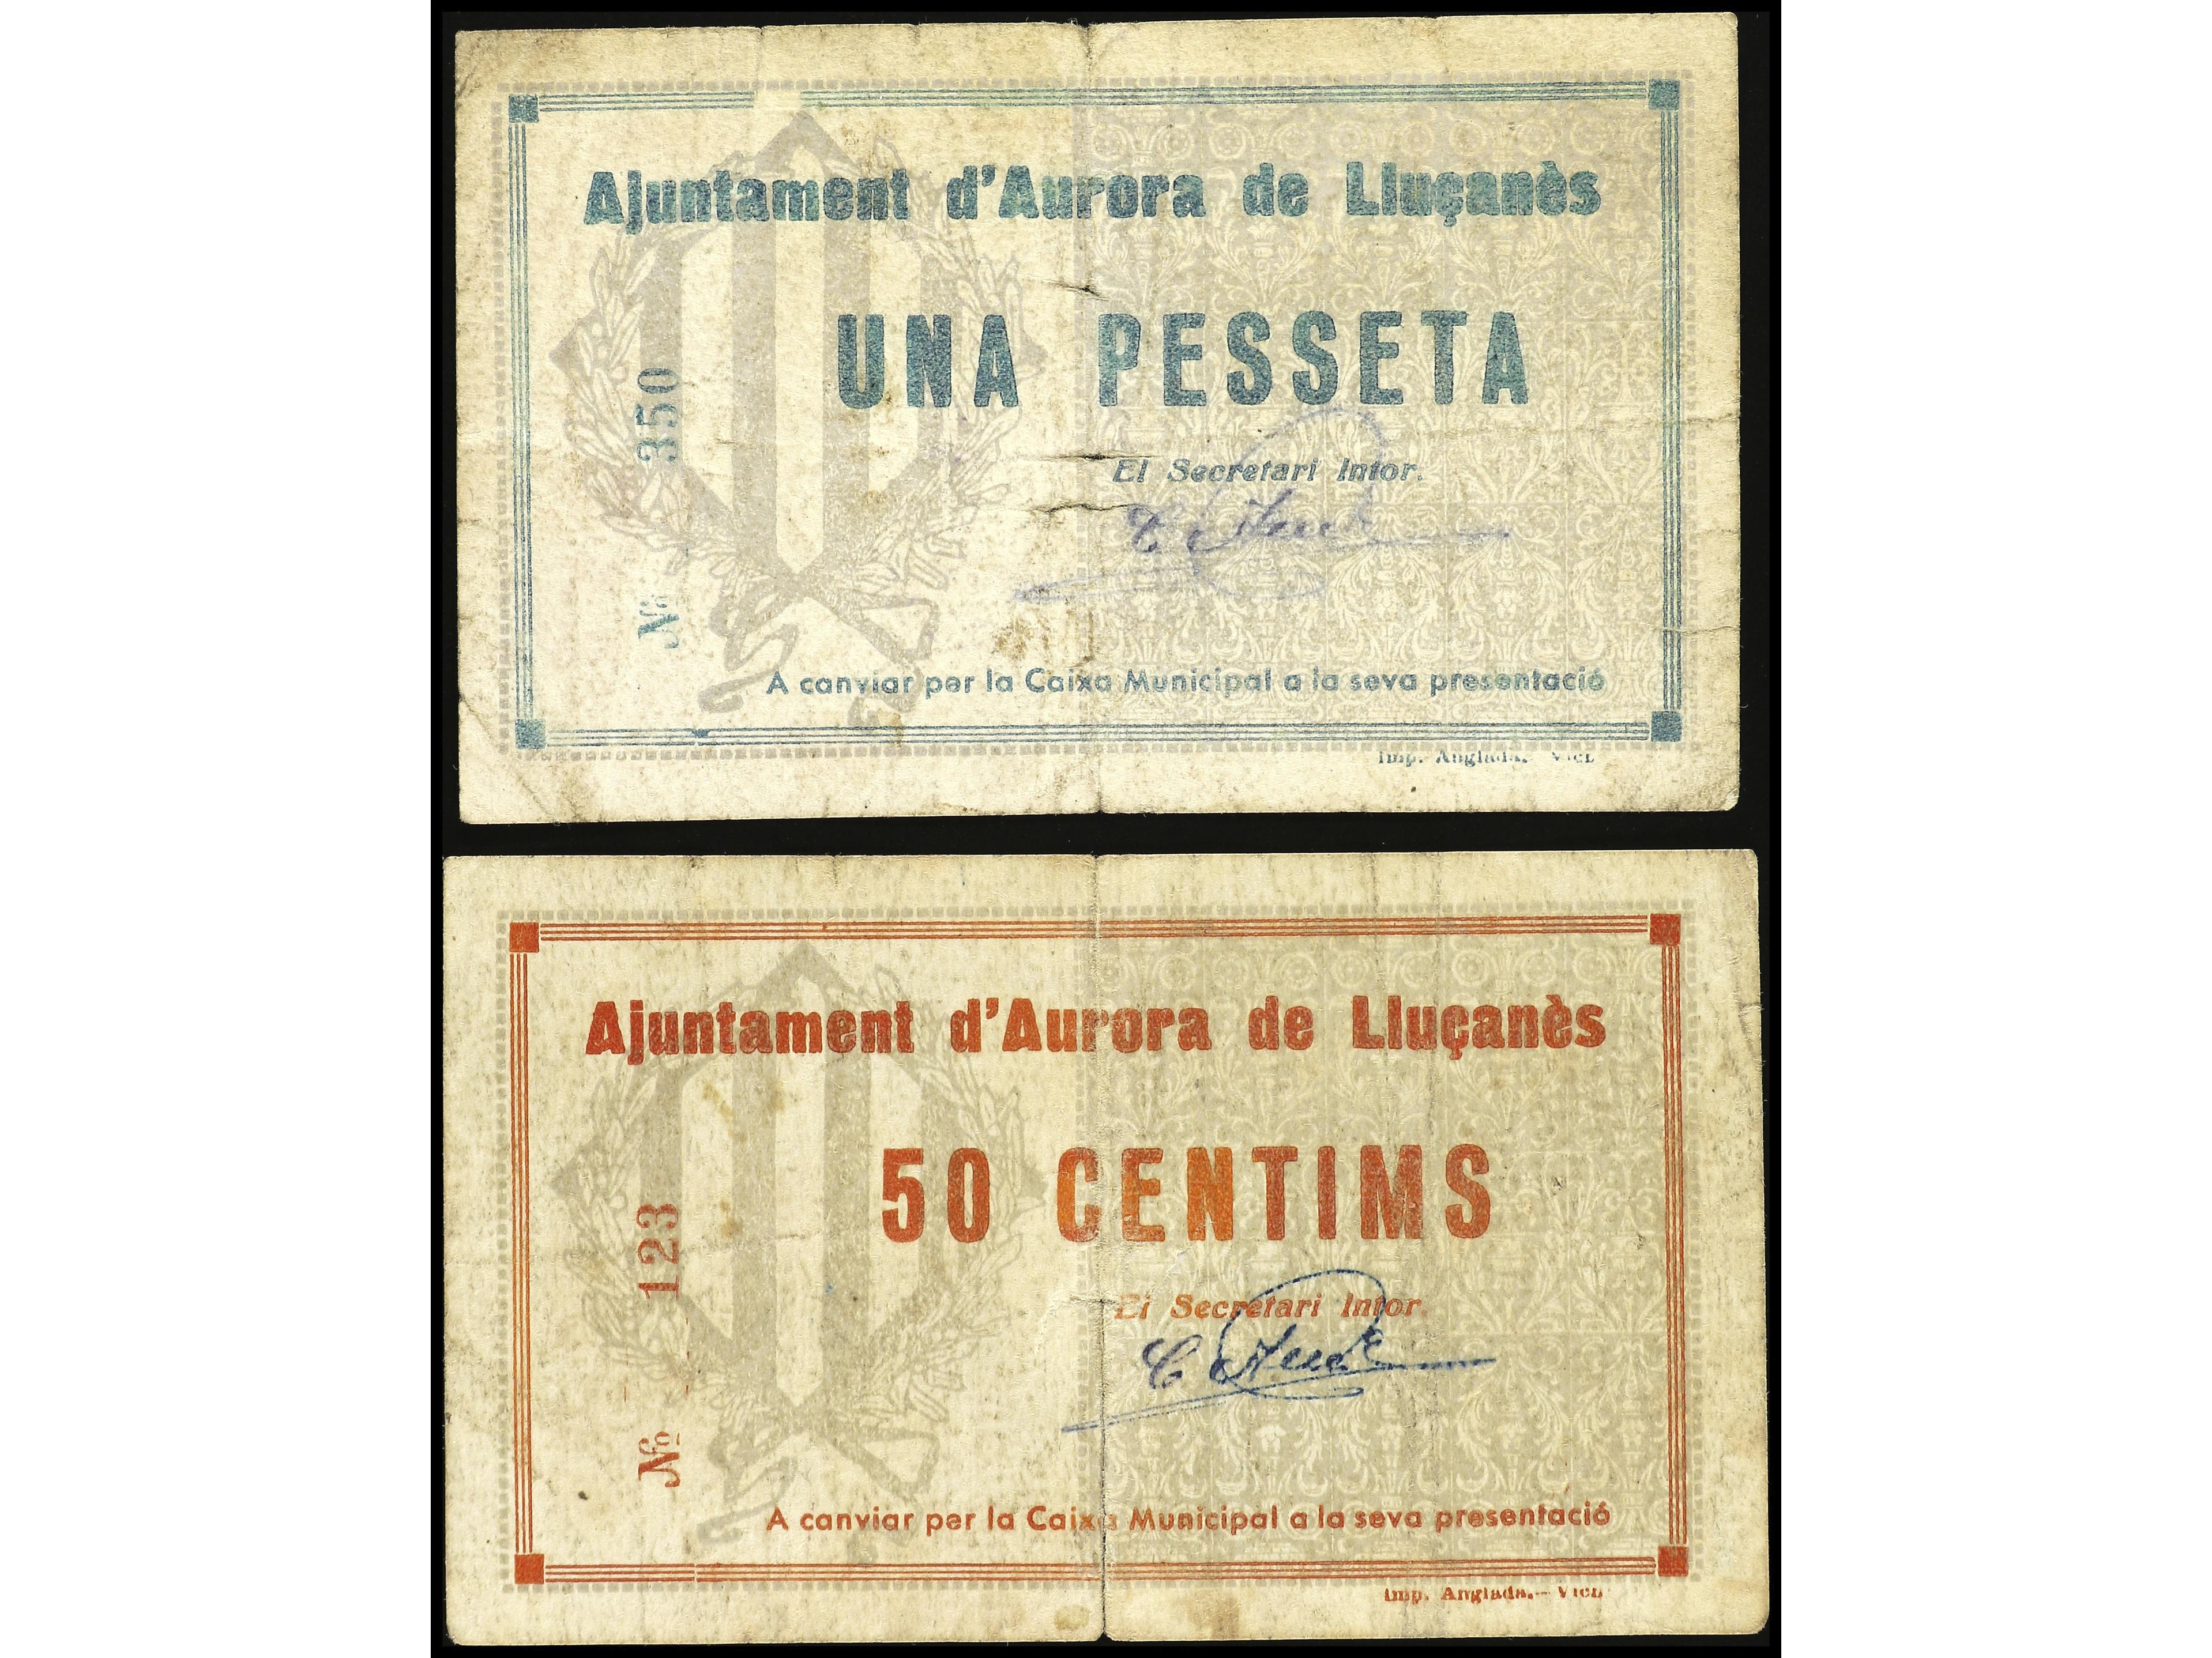 Ajuntament d'Aurora de Lluçanès
UNA PESSETA
Nº 350
El Secretari Intor.
A canviar per la Caixa Municipal a la seva presentació
Imp. Anglada. Vich
Ajuntament d'Aurora de Lluçanès
50 CENTIMS
Nº 123
El Secretari Intor.
A canviar per la Caixa Municipal a la seva presentació
Imp. Anglada.—Vich